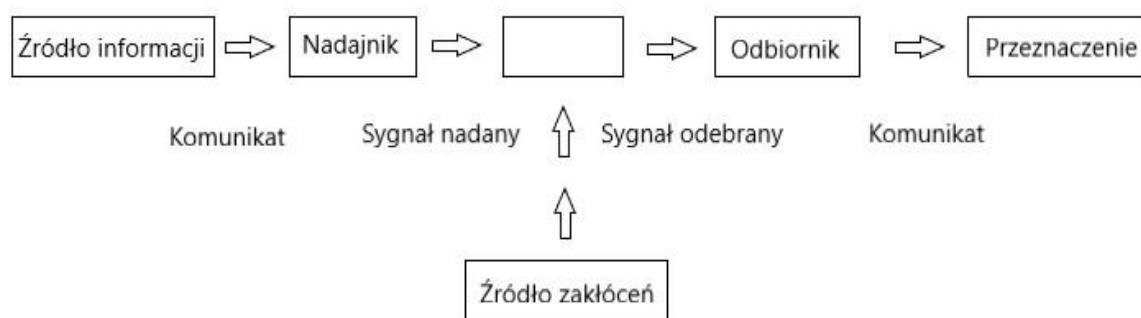 Źródło informacji
Nadajnik
Odbiornik
Przeznaczenie
Komunikat
Sygnał nadany
Sygnał odebrany
Komunikat
Źródło zakłóceń